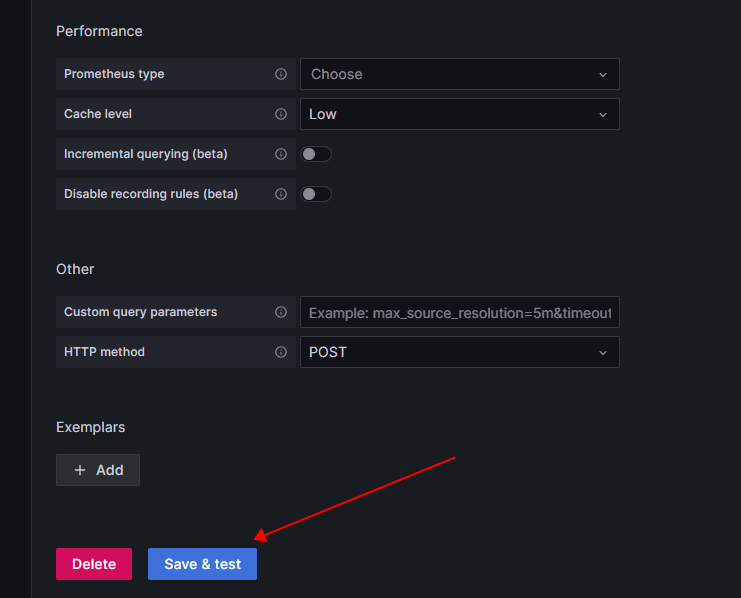 Performance
Prometheus type Choose
Cache level Low
Incremental querying (beta)
Disable recording rules (beta)
Other
Custom query parameters Example: max_source_resolution=5m&timeout
HTTP method POST
Exemplars
+ Add
Delete Save & test